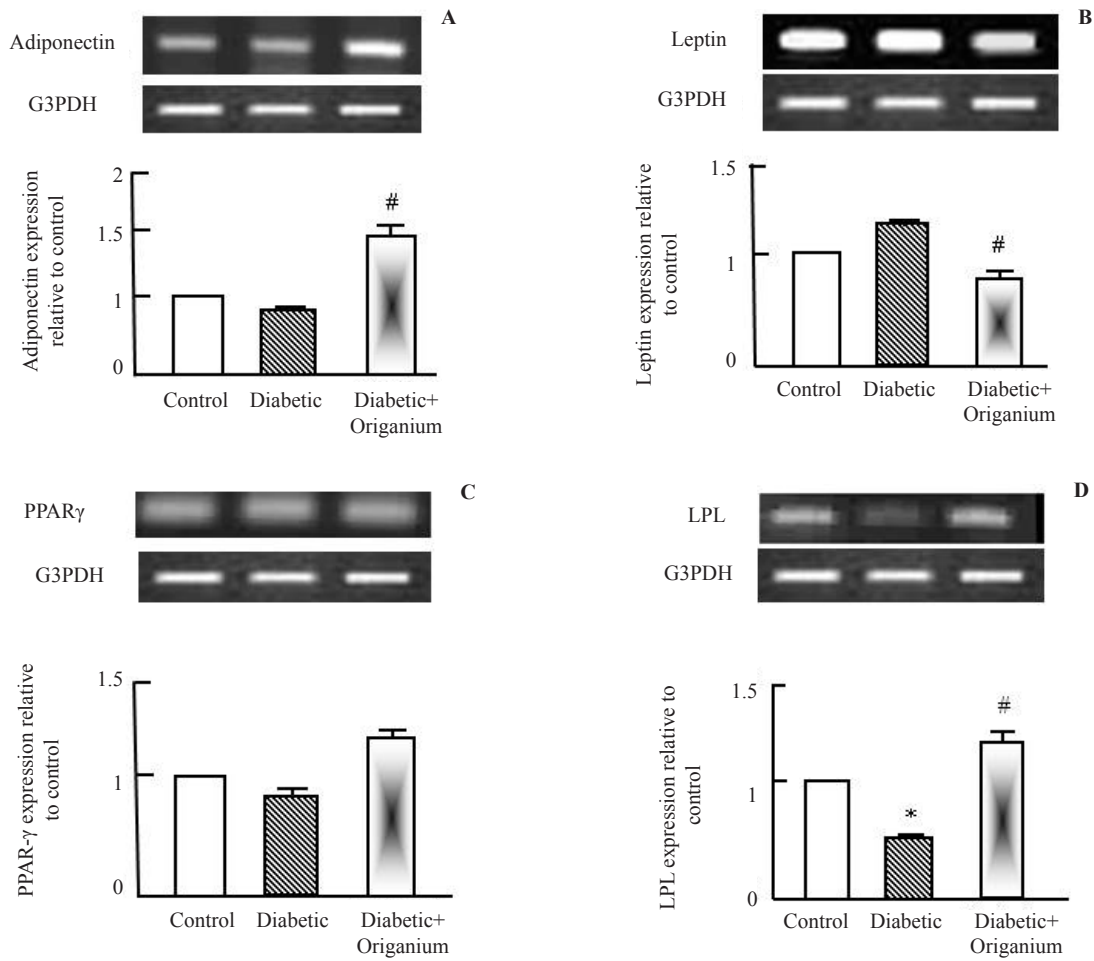 A
Adiponectin
G3PDH
Adiponectin expression
relative to control
2
1.5
1
0
#
Control
Diabetic
Diabetic+
Origanium
B
Leptin
G3PDH
Leptin expression relative
to control
1.5
1
0
#
Control
Diabetic
Diabetic+
Origanium
C
PPARγ
G3PDH
PPAR-γ expression relative
to control
1.5
1
0
Control
Diabetic
Diabetic+
Origanium
D
LPL
G3PDH
LPL expression relative to
control
1.5
1
0
*
#
Control
Diabetic
Diabetic+
Origanium